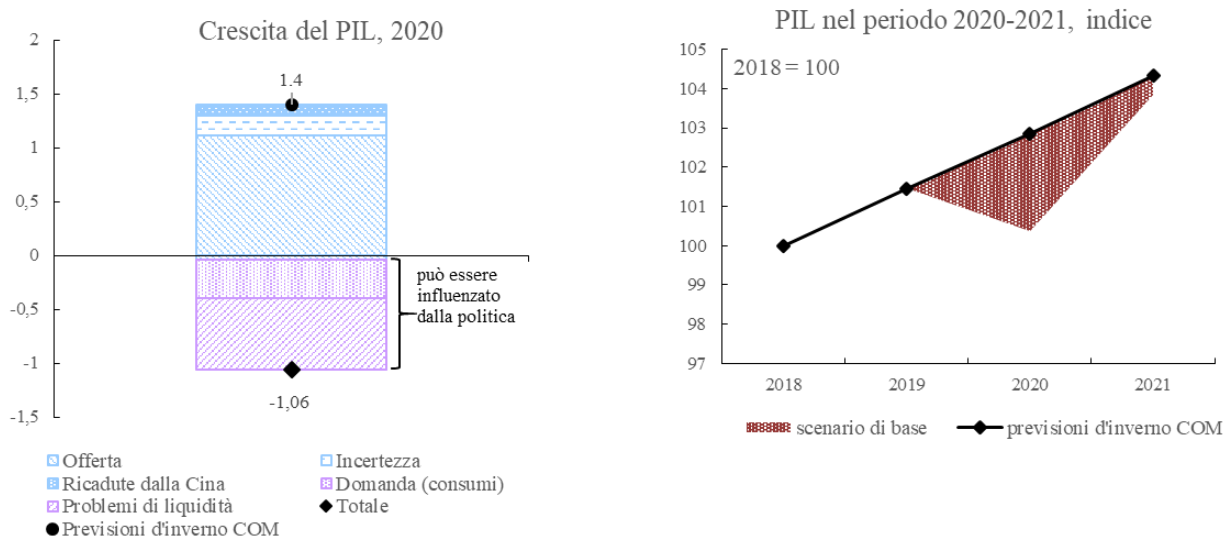 Crescita del PIL, 2020
2
1,5
1
0,5
0
-0,5
-1
-1,5
1.4
può essere
influenzato
dalla politica
-1,06
Offerta
Incertezza
Ricadute dalla Cina
Domanda (consumi)
Problemi di liquidità
Totale
Previsioni d'inverno COM
PIL nel periodo 2020-2021, indice
2018 = 100
105
104
103
102
101
100
99
98
97
2018 2019 2020 2021
scenario di base
previsioni d'inverno COM